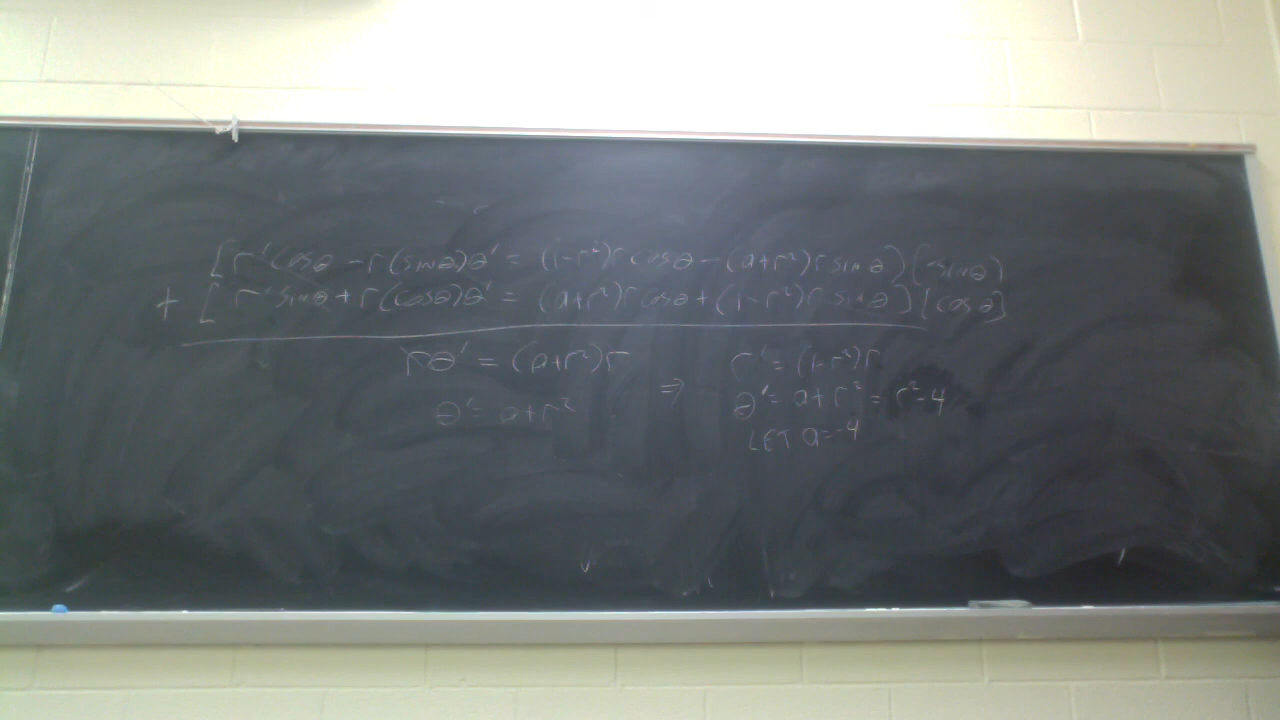 [r'cosθ - r(sinθ)θ' = (1-r²)r cosθ - (a+r²)r sinθ](-sinθ)
+ [r'sinθ + r(cosθ)θ' = (a+r²)r cosθ + (1-r²)r sinθ][cosθ]
rθ' = (a+r²)r
θ' = a+r²
⇒
r' = (1-r²)r
θ' = a+r² = r²-4
LET a=-4